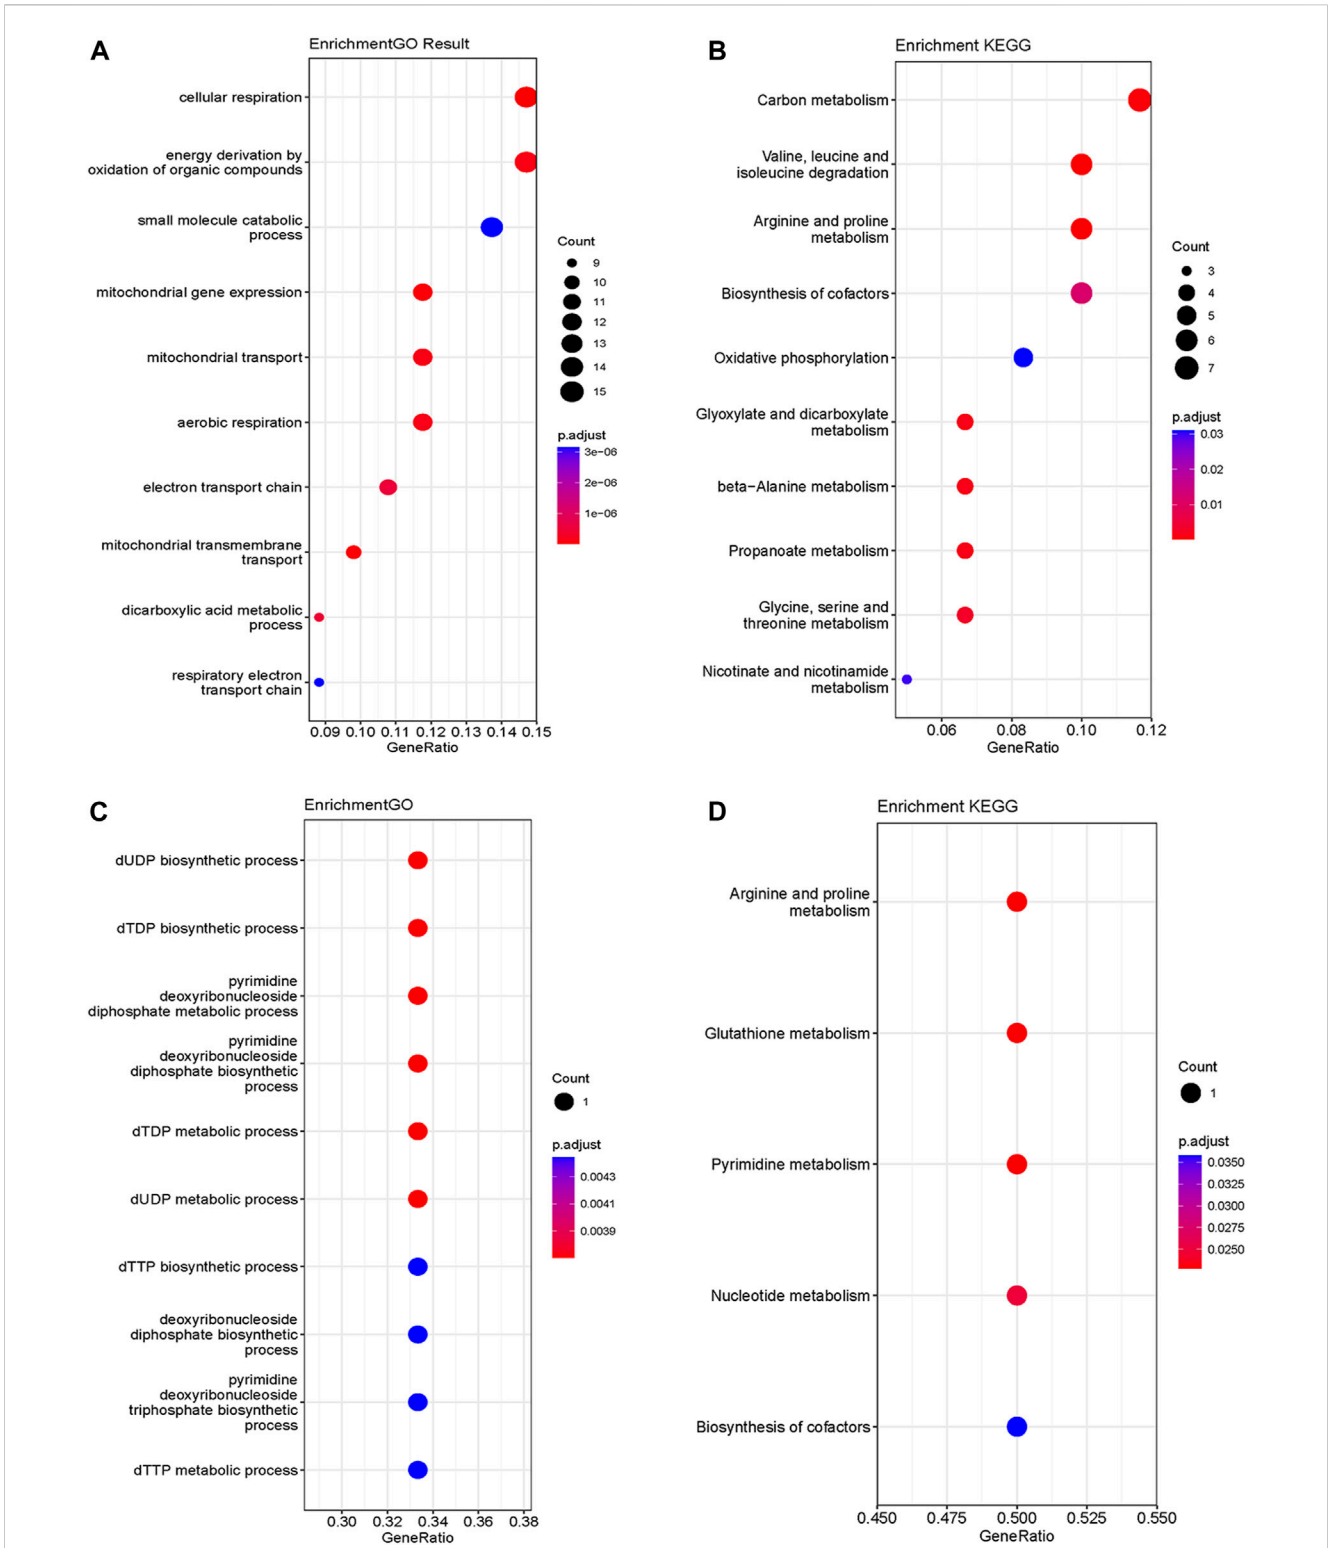 A
EnrichmentGO Result
cellular respiration
energy derivation by
oxidation of organic compounds
small molecule catabolic
process
mitochondrial gene expression
mitochondrial transport
aerobic respiration
electron transport chain
mitochondrial transmembrane
transport
dicarboxylic acid metabolic
process
respiratory electron
transport chain
0.09 0.10 0.11 0.12 0.13 0.14 0.15
GeneRatio
Count
9
10
11
12
13
14
15
p.adjust
3e−06
2e−06
1e−06
B
Enrichment KEGG
Carbon metabolism
Valine, leucine and
isoleucine degradation
Arginine and proline
metabolism
Biosynthesis of cofactors
Oxidative phosphorylation
Glyoxylate and dicarboxylate
metabolism
beta−Alanine metabolism
Propanoate metabolism
Glycine, serine and
threonine metabolism
Nicotinate and nicotinamide
metabolism
0.06 0.08 0.10 0.12
GeneRatio
Count
3
4
5
6
7
p.adjust
0.03
0.02
0.01
C
EnrichmentGO
dUDP biosynthetic process
dTDP biosynthetic process
pyrimidine
deoxyribonucleoside
diphosphate metabolic process
pyrimidine
deoxyribonucleoside
diphosphate biosynthetic
process
dTDP metabolic process
dUDP metabolic process
dTTP biosynthetic process
deoxyribonucleoside
diphosphate biosynthetic
process
pyrimidine
deoxyribonucleoside
triphosphate biosynthetic
process
dTTP metabolic process
0.30 0.32 0.34 0.36 0.38
GeneRatio
Count
1
p.adjust
0.0043
0.0041
0.0039
D
Enrichment KEGG
Arginine and proline
metabolism
Glutathione metabolism
Pyrimidine metabolism
Nucleotide metabolism
Biosynthesis of cofactors
0.450 0.475 0.500 0.525 0.550
GeneRatio
Count
1
p.adjust
0.0350
0.0325
0.0300
0.0275
0.0250